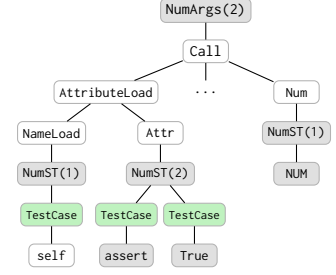 NumArgs(2)
Call
AttributeLoad ... Num
NameLoad Attr NumST(1)
NumST(1) NumST(2) NUM
TestCase TestCase TestCase
self assert True